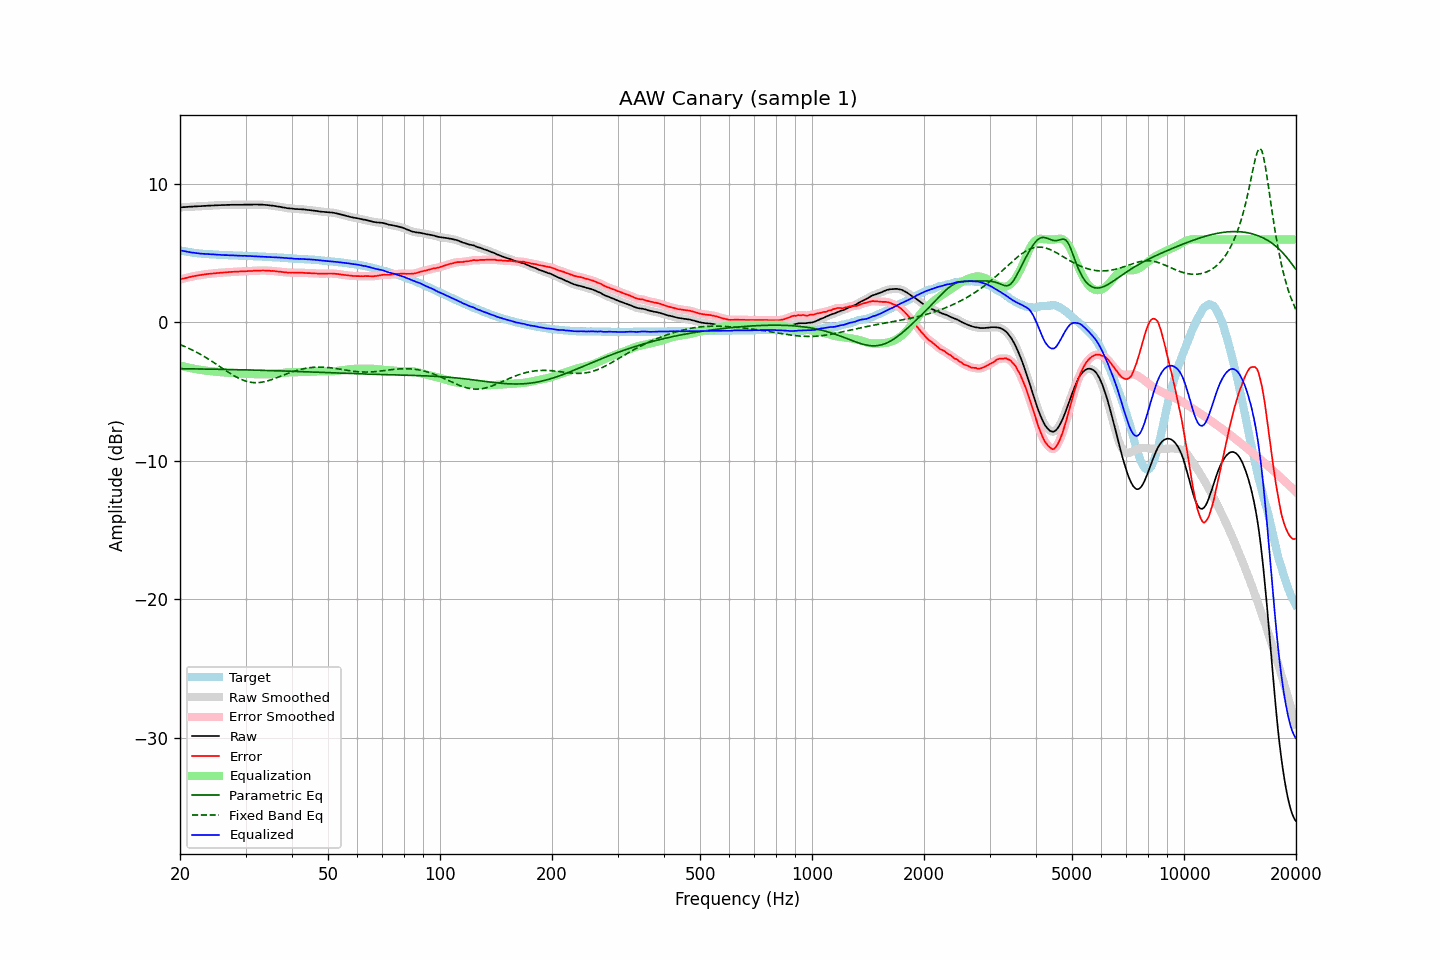 AAW Canary (sample 1)
10
0
−10
−20
−30
Amplitude (dBr)
Target
Raw Smoothed
Error Smoothed
Raw
Error
Equalization
Parametric Eq
Fixed Band Eq
Equalized
20 50 100 200 500 1000 2000 5000 10000 20000
Frequency (Hz)